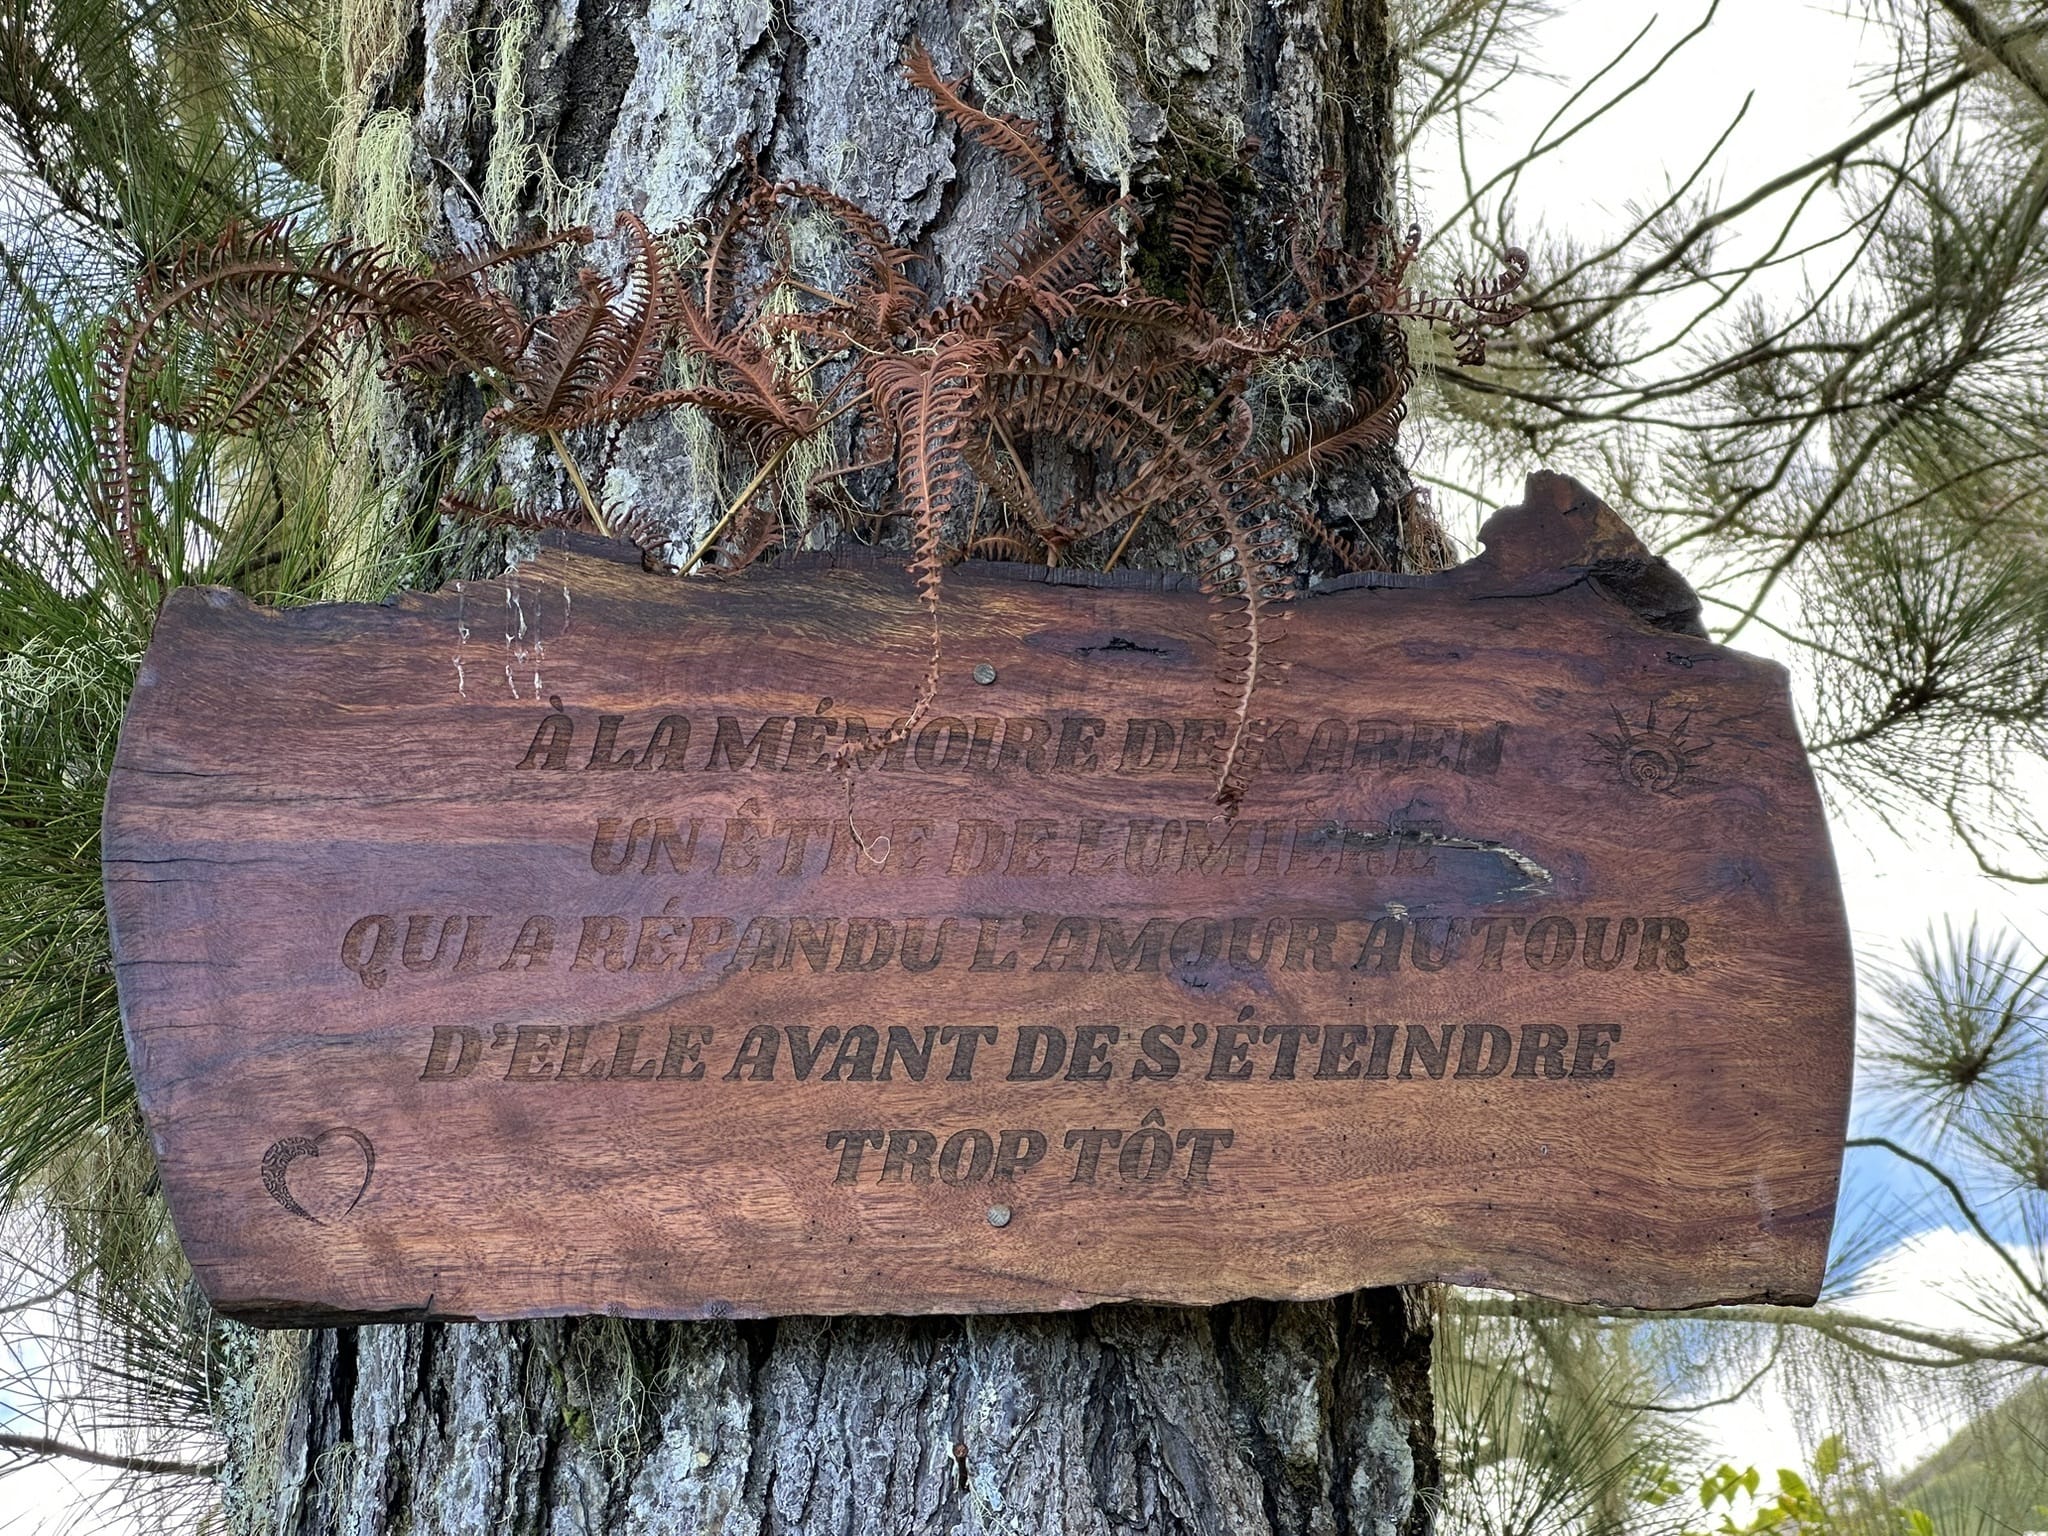 À LA MÉMOIRE DE KAREN
UN ÊTRE DE LUMIÈRE
QUI A RÉPANDU L'AMOUR AUTOUR
D'ELLE AVANT DE S'ÉTEINDRE
TROP TÔT